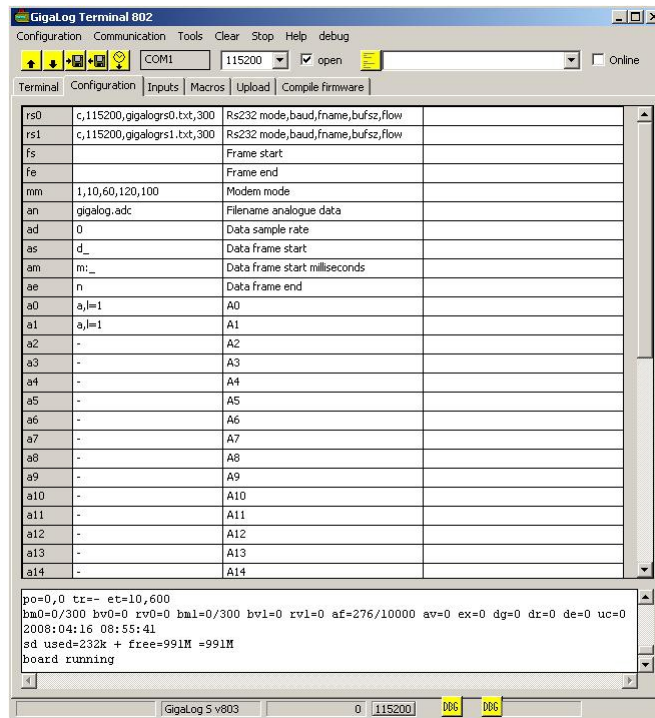 GigaLog Terminal 802
Configuration Communication Tools Clear Stop Help debug
COM1 115200 open Online
Terminal Configuration Inputs Macros Upload Compile firmware
rs0 c,115200,gigalogrs0.txt,300 Rs232 mode,baud,fname,bufsz,flow
rs1 c,115200,gigalogrs1.txt,300 Rs232 mode,baud,fname,bufsz,flow
fs Frame start
fe Frame end
mm 1,10,60,120,100 Modem mode
an gigalog.adc Filename analogue data
ad 0 Data sample rate
as d_ Data frame start
am m:_ Data frame start milliseconds
ae n Data frame end
a0 a,l=1 A0
a1 a,l=1 A1
a2 - A2
a3 - A3
a4 - A4
a5 - A5
a6 - A6
a7 - A7
a8 - A8
a9 - A9
a10 - A10
a11 - A11
a12 - A12
a13 - A13
a14 - A14
po=0,0 tr=- et=10,600
bm0=0/300 bv0=0 rv0=0 bm1=0/300 bv1=0 rv1=0 af=276/10000 av=0 ex=0 dg=0 dr=0 de=0 uc=0
2008:04:16 08:55:41
sd used=232k + free=991M =991M
board running
GigaLog S v803 0 115200 DBG DBG